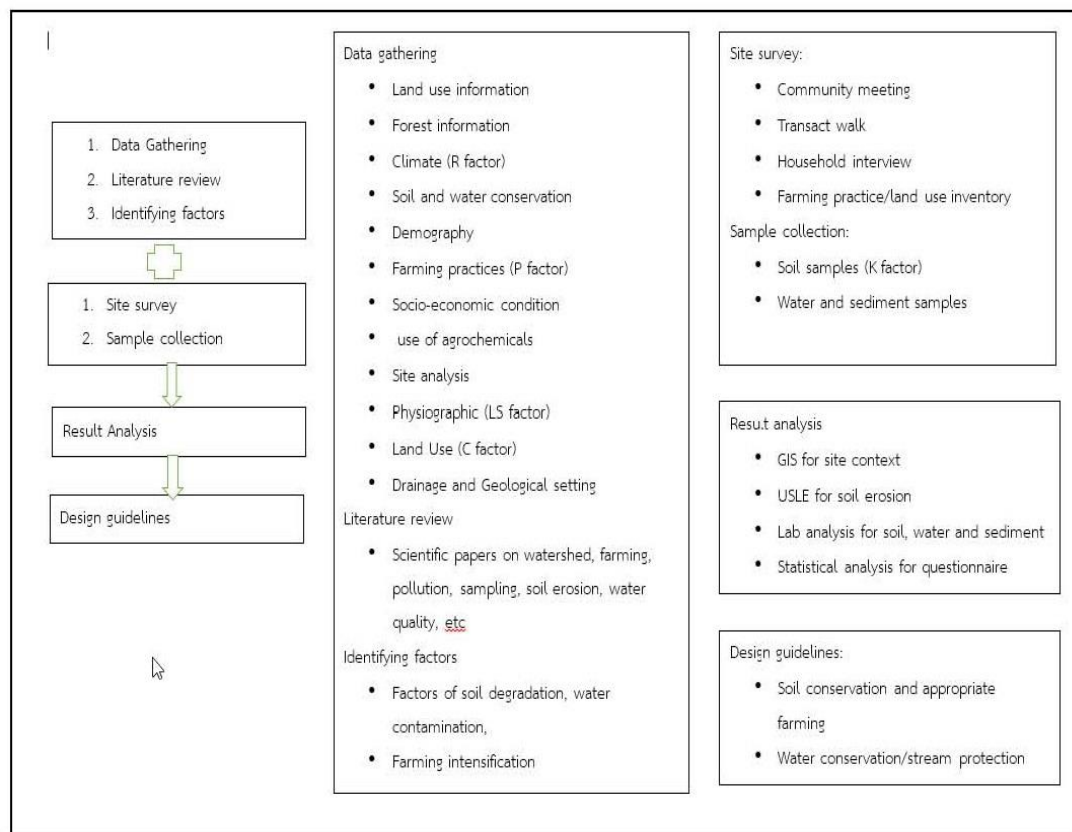 1. Data Gathering
2. Literature review
3. Identifying factors
1. Site survey
2. Sample collection
Result Analysis
Design guidelines
Data gathering
• Land use information
• Forest information
• Climate (R factor)
• Soil and water conservation
• Demography
• Farming practices (P factor)
• Socio-economic condition
• use of agrochemicals
• Site analysis
• Physiographic (LS factor)
• Land Use (C factor)
• Drainage and Geological setting
Literature review
• Scientific papers on watershed, farming,
pollution, sampling, soil erosion, water
quality, etc
Identifying factors
• Factors of soil degradation, water
contamination,
• Farming intensification
Site survey:
• Community meeting
• Transact walk
• Household interview
• Farming practice/land use inventory
Sample collection:
• Soil samples (K factor)
• Water and sediment samples
Resu.t analysis
• GIS for site context
• USLE for soil erosion
• Lab analysis for soil, water and sediment
• Statistical analysis for questionnaire
Design guidelines:
• Soil conservation and appropriate
farming
• Water conservation/stream protection